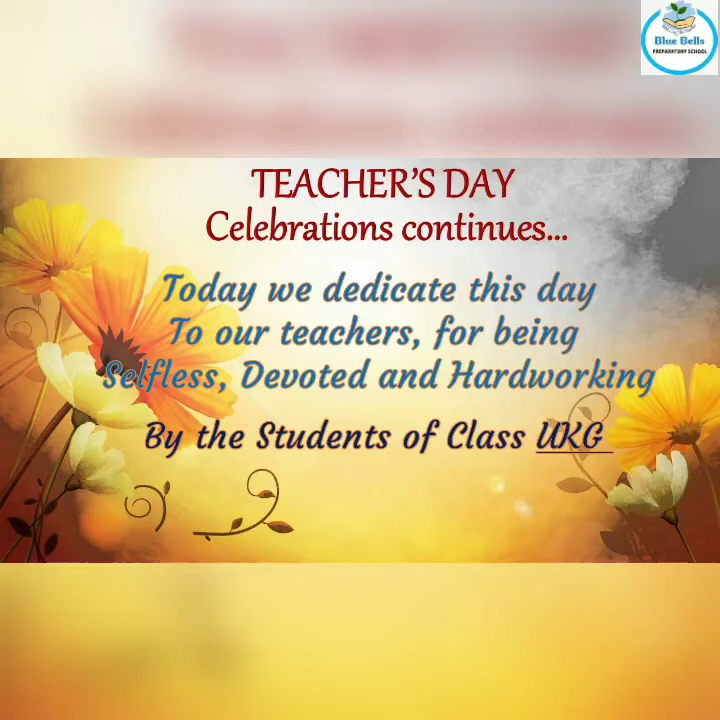 Blue Bells
PREPARATORY SCHOOL
TEACHER'S DAY
Celebrations continues...
Today we dedicate this day
To our teachers, for being
Selfless, Devoted and Hardworking
By the Students of Class UKG